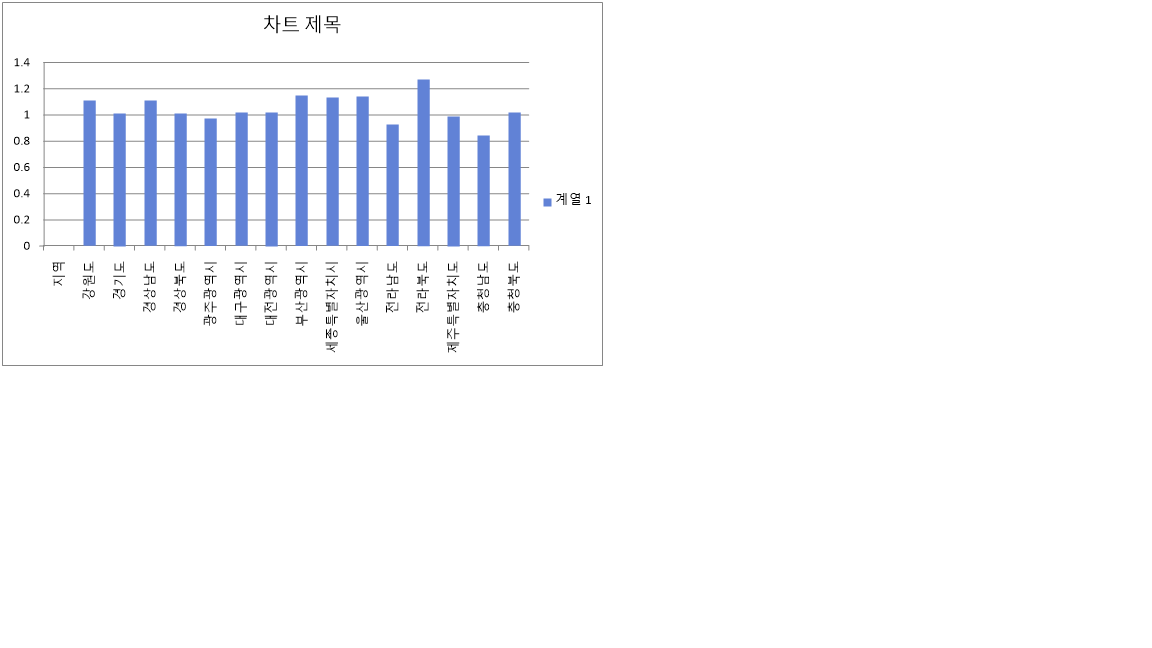 차트 제목
1.4
1.2
1
0.8
0.6
0.4
0.2
0
지역
강원도
경기도
경상남도
경상북도
광주광역시
대구광역시
대전광역시
부산광역시
세종특별자치시
울산광역시
전라남도
전라북도
제주특별자치도
충청남도
충청북도
계열 1